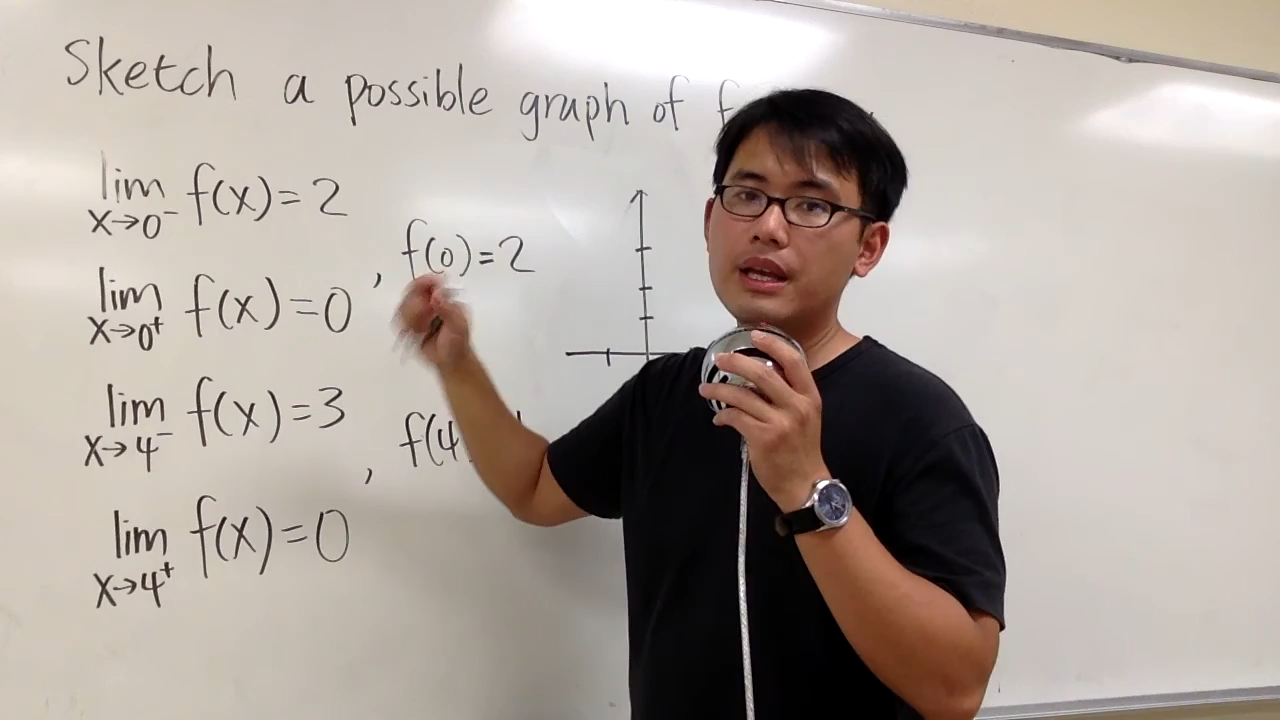 Sketch a possible graph of f
lim f(x) = 2
x→0⁻
, f(0) = 2
lim f(x) = 0
x→0⁺
lim f(x) = 3
x→4⁻
, f(4
lim f(x) = 0
x→4⁺